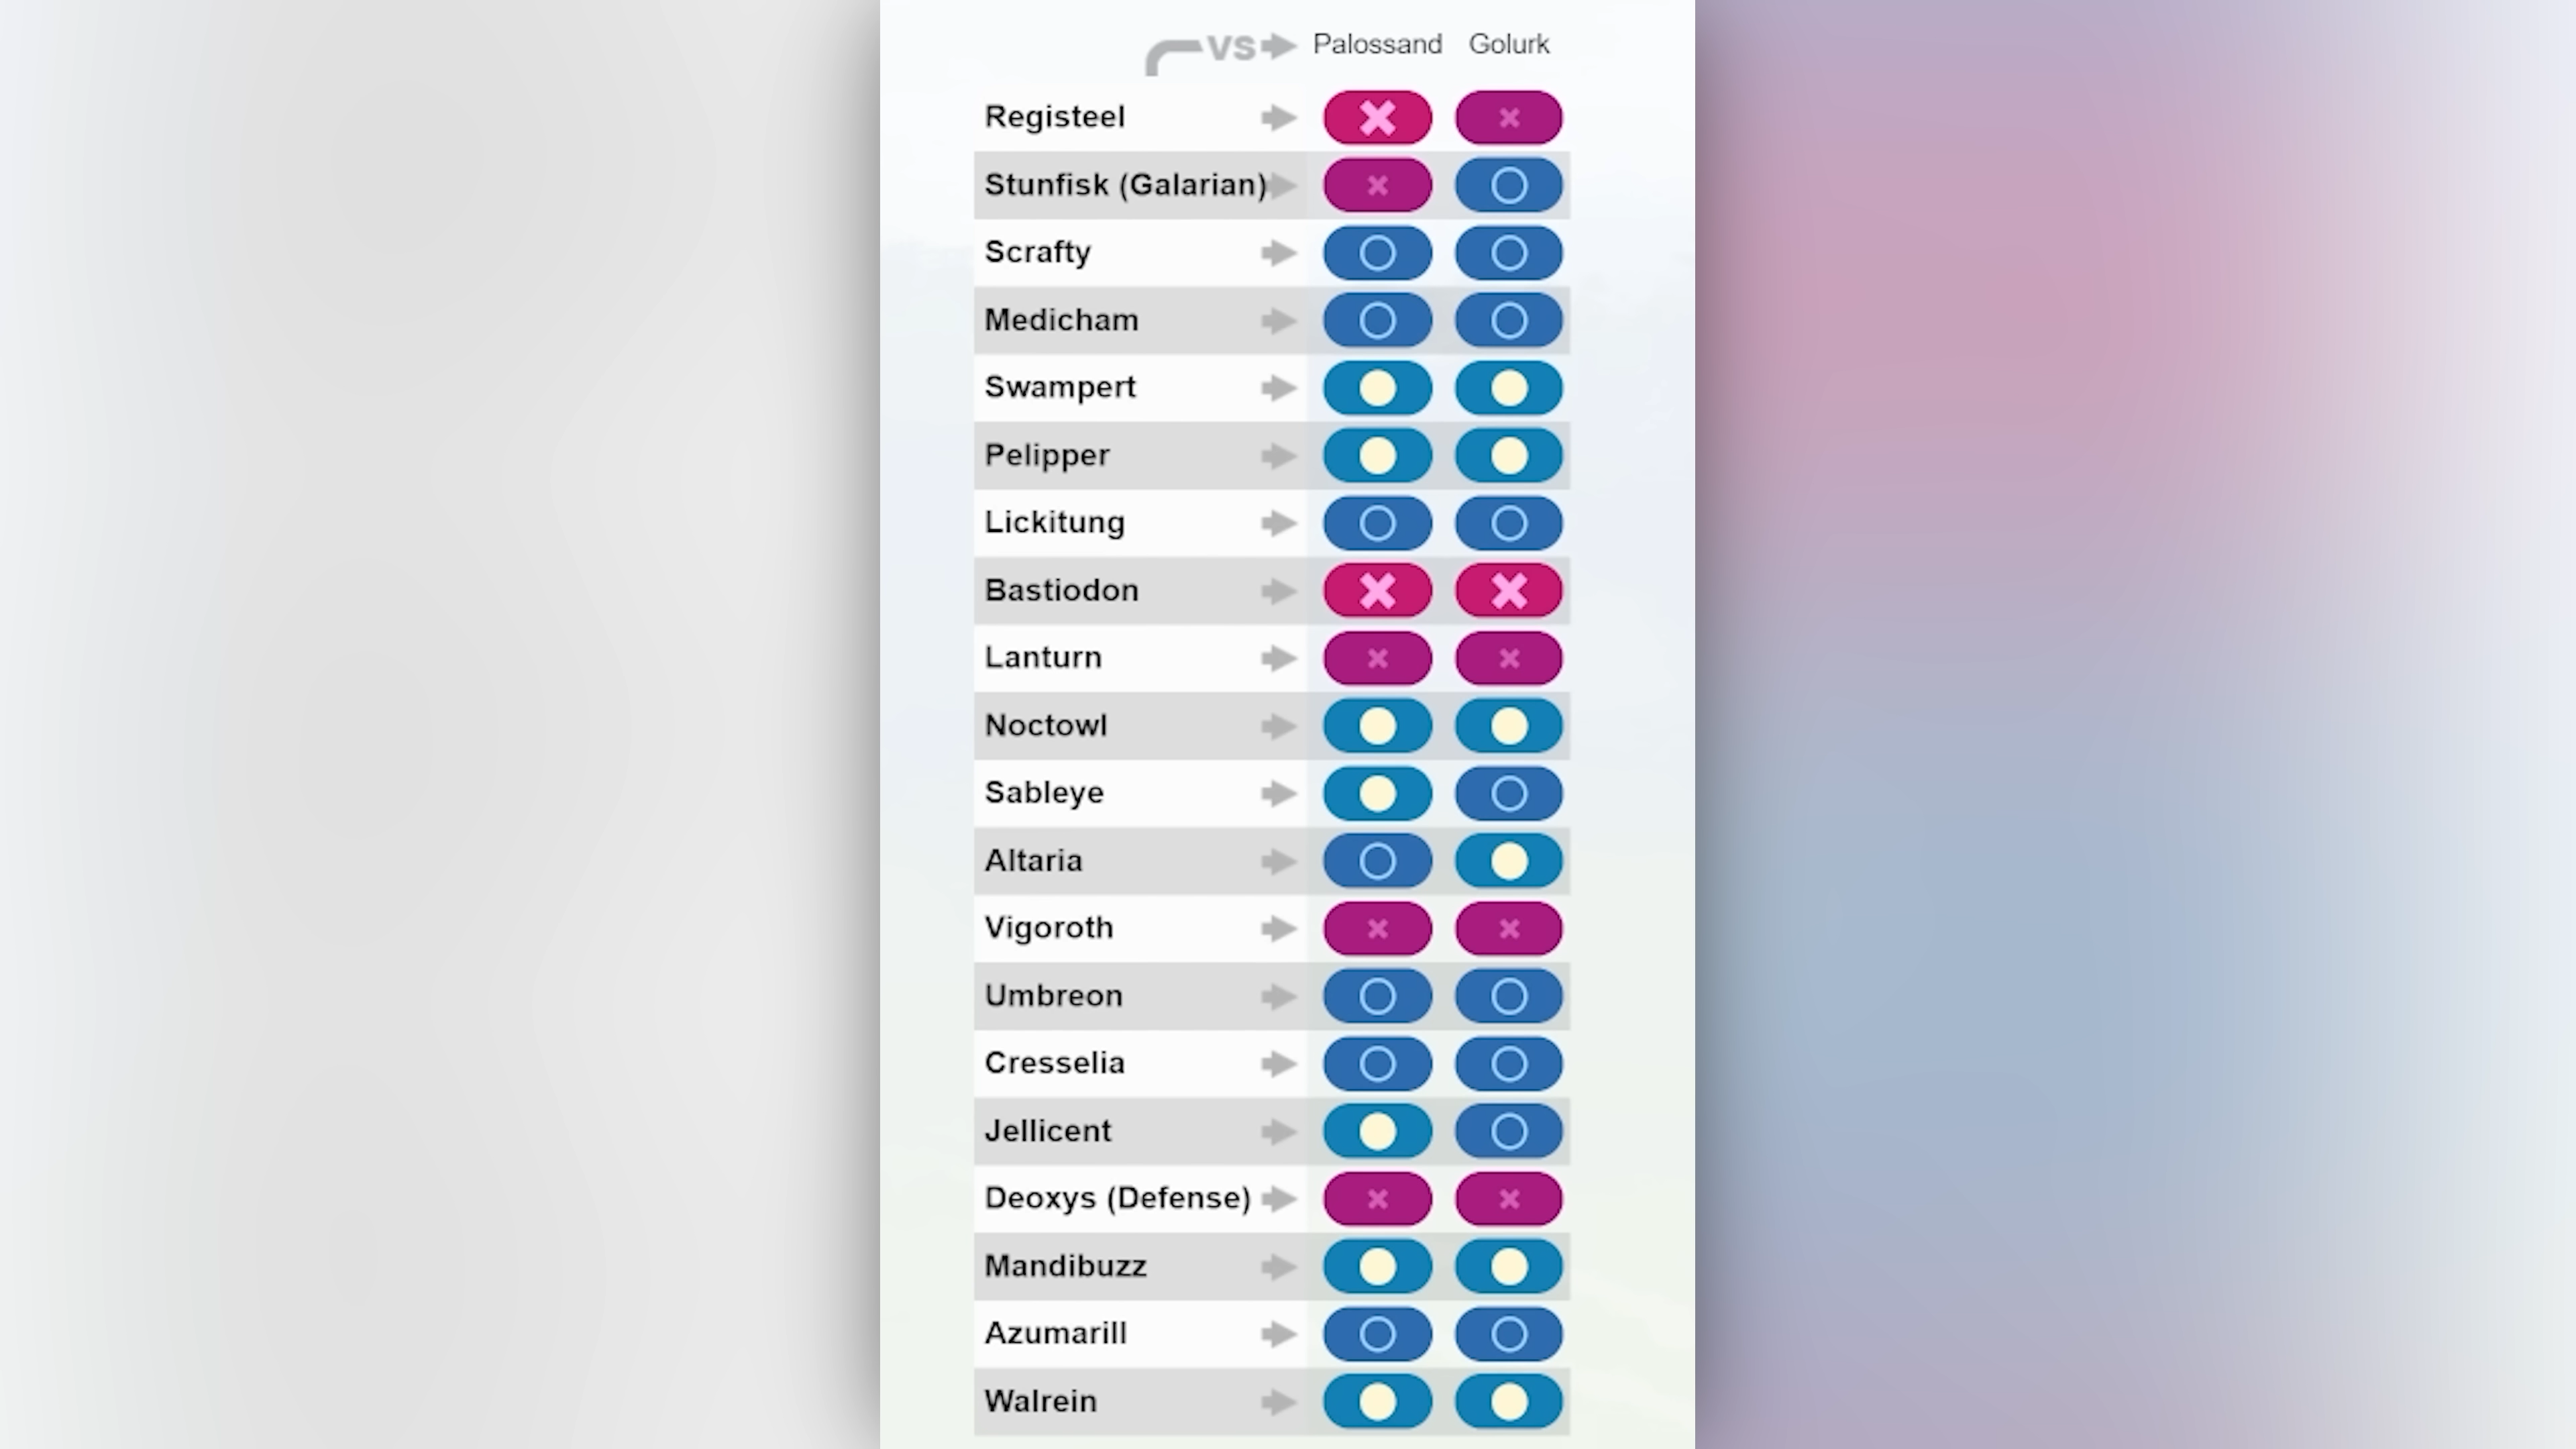 VS Palossand Golurk
Registeel
Stunfisk (Galarian)
Scrafty
Medicham
Swampert
Pelipper
Lickitung
Bastiodon
Lanturn
Noctowl
Sableye
Altaria
Vigoroth
Umbreon
Cresselia
Jellicent
Deoxys (Defense)
Mandibuzz
Azumarill
Walrein